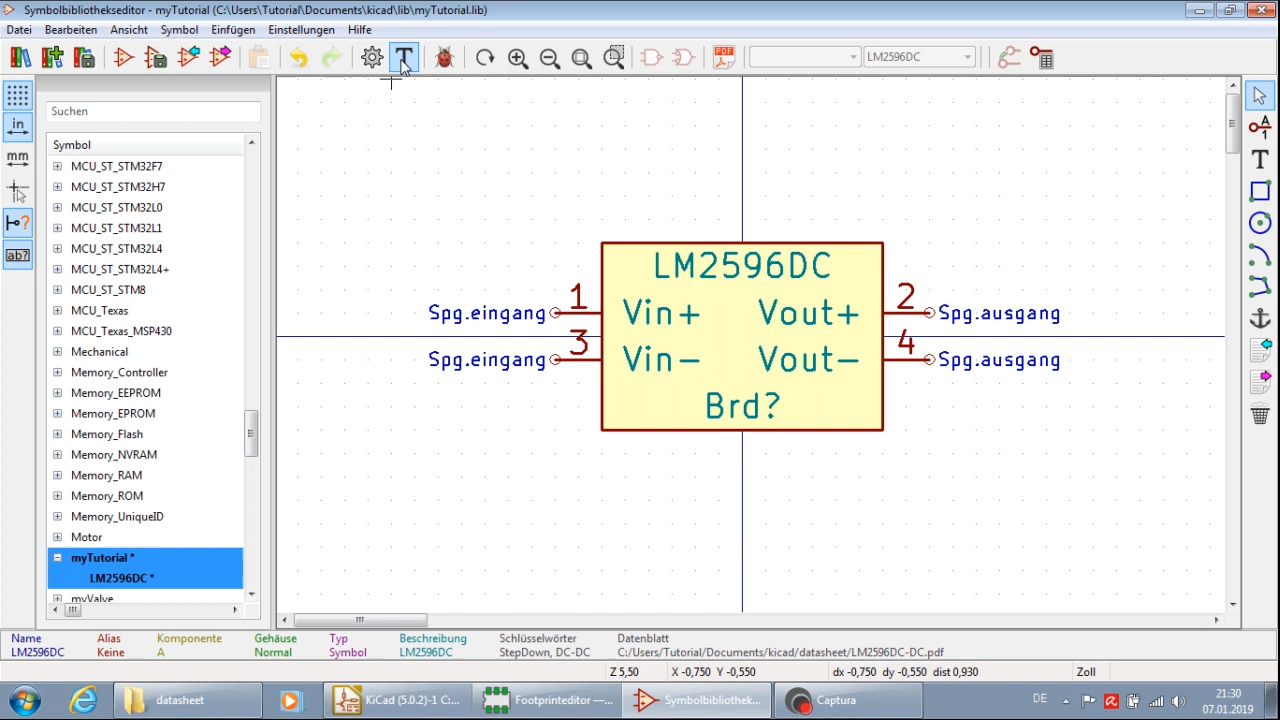 Symbolbibliothekseditor - myTutorial (C:\Users\Tutorial\Documents\kicad\lib\myTutorial.lib)
Datei Bearbeiten Ansicht Symbol Einfügen Einstellungen Hilfe
PDF LM2596DC
Suchen
Symbol
MCU_ST_STM32F7
MCU_ST_STM32H7
MCU_ST_STM32L0
MCU_ST_STM32L1
MCU_ST_STM32L4
MCU_ST_STM32L4+
MCU_ST_STM8
MCU_Texas
MCU_Texas_MSP430
Mechanical
Memory_Controller
Memory_EEPROM
Memory_EPROM
Memory_Flash
Memory_NVRAM
Memory_RAM
Memory_ROM
Memory_UniqueID
Motor
myTutorial *
LM2596DC *
myValve
in
mm
ab?
LM2596DC
Spg.eingang 1 Vin+ Vout+ 2 Spg.ausgang
Spg.eingang 3 Vin- Vout- 4 Spg.ausgang
Brd?
Name Alias Komponente Gehäuse Typ Beschreibung Schlüsselwörter Datenblatt
LM2596DC Keine A Normal Symbol LM2596DC StepDown, DC-DC C:/Users/Tutorial/Documents/kicad/datasheet/LM2596DC-DC.pdf
Z 5,50 X -0,750 Y -0,550 dx -0,750 dy -0,550 dist 0,930 Zoll
datasheet KiCad (5.0.2)-1 C:... Footprinteditor —... Symbolbibliothek... Captura DE 21:30
07.01.2019